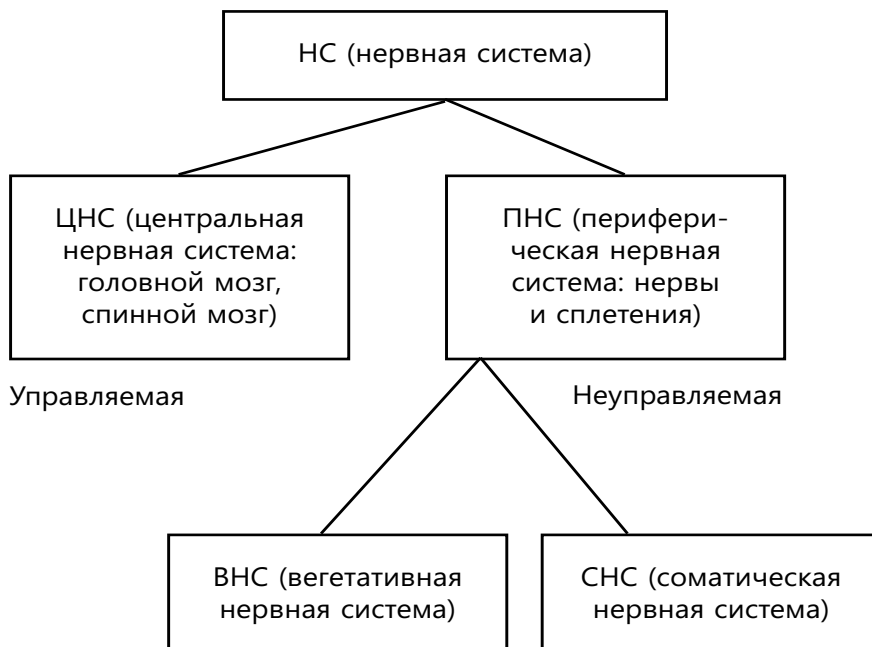 НС (нервная система)
ЦНС (центральная
нервная система:
головной мозг,
спинной мозг)
ПНС (перифери-
ческая нервная
система: нервы
и сплетения)
Управляемая
Неуправляемая
ВНС (вегетативная
нервная система)
СНС (соматическая
нервная система)